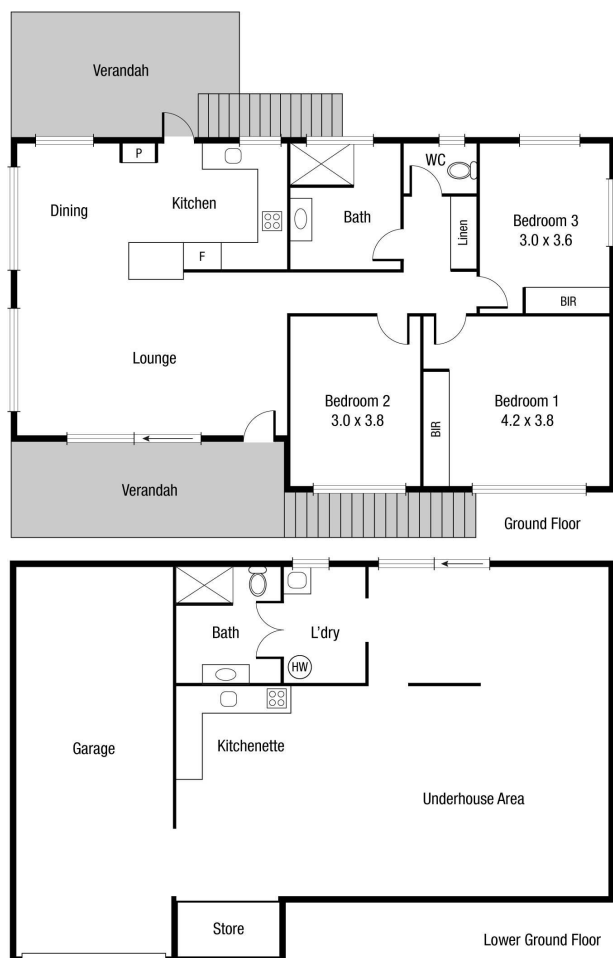 Verandah
P
WC
Dining
Kitchen
Bath
Linen
Bedroom 3
3.0 x 3.6
F
BIR
Lounge
Bedroom 2
3.0 x 3.8
BIR
Bedroom 1
4.2 x 3.8
Verandah
Ground Floor
Bath
L'dry
HW
Garage
Kitchenette
Underhouse Area
Store
Lower Ground Floor